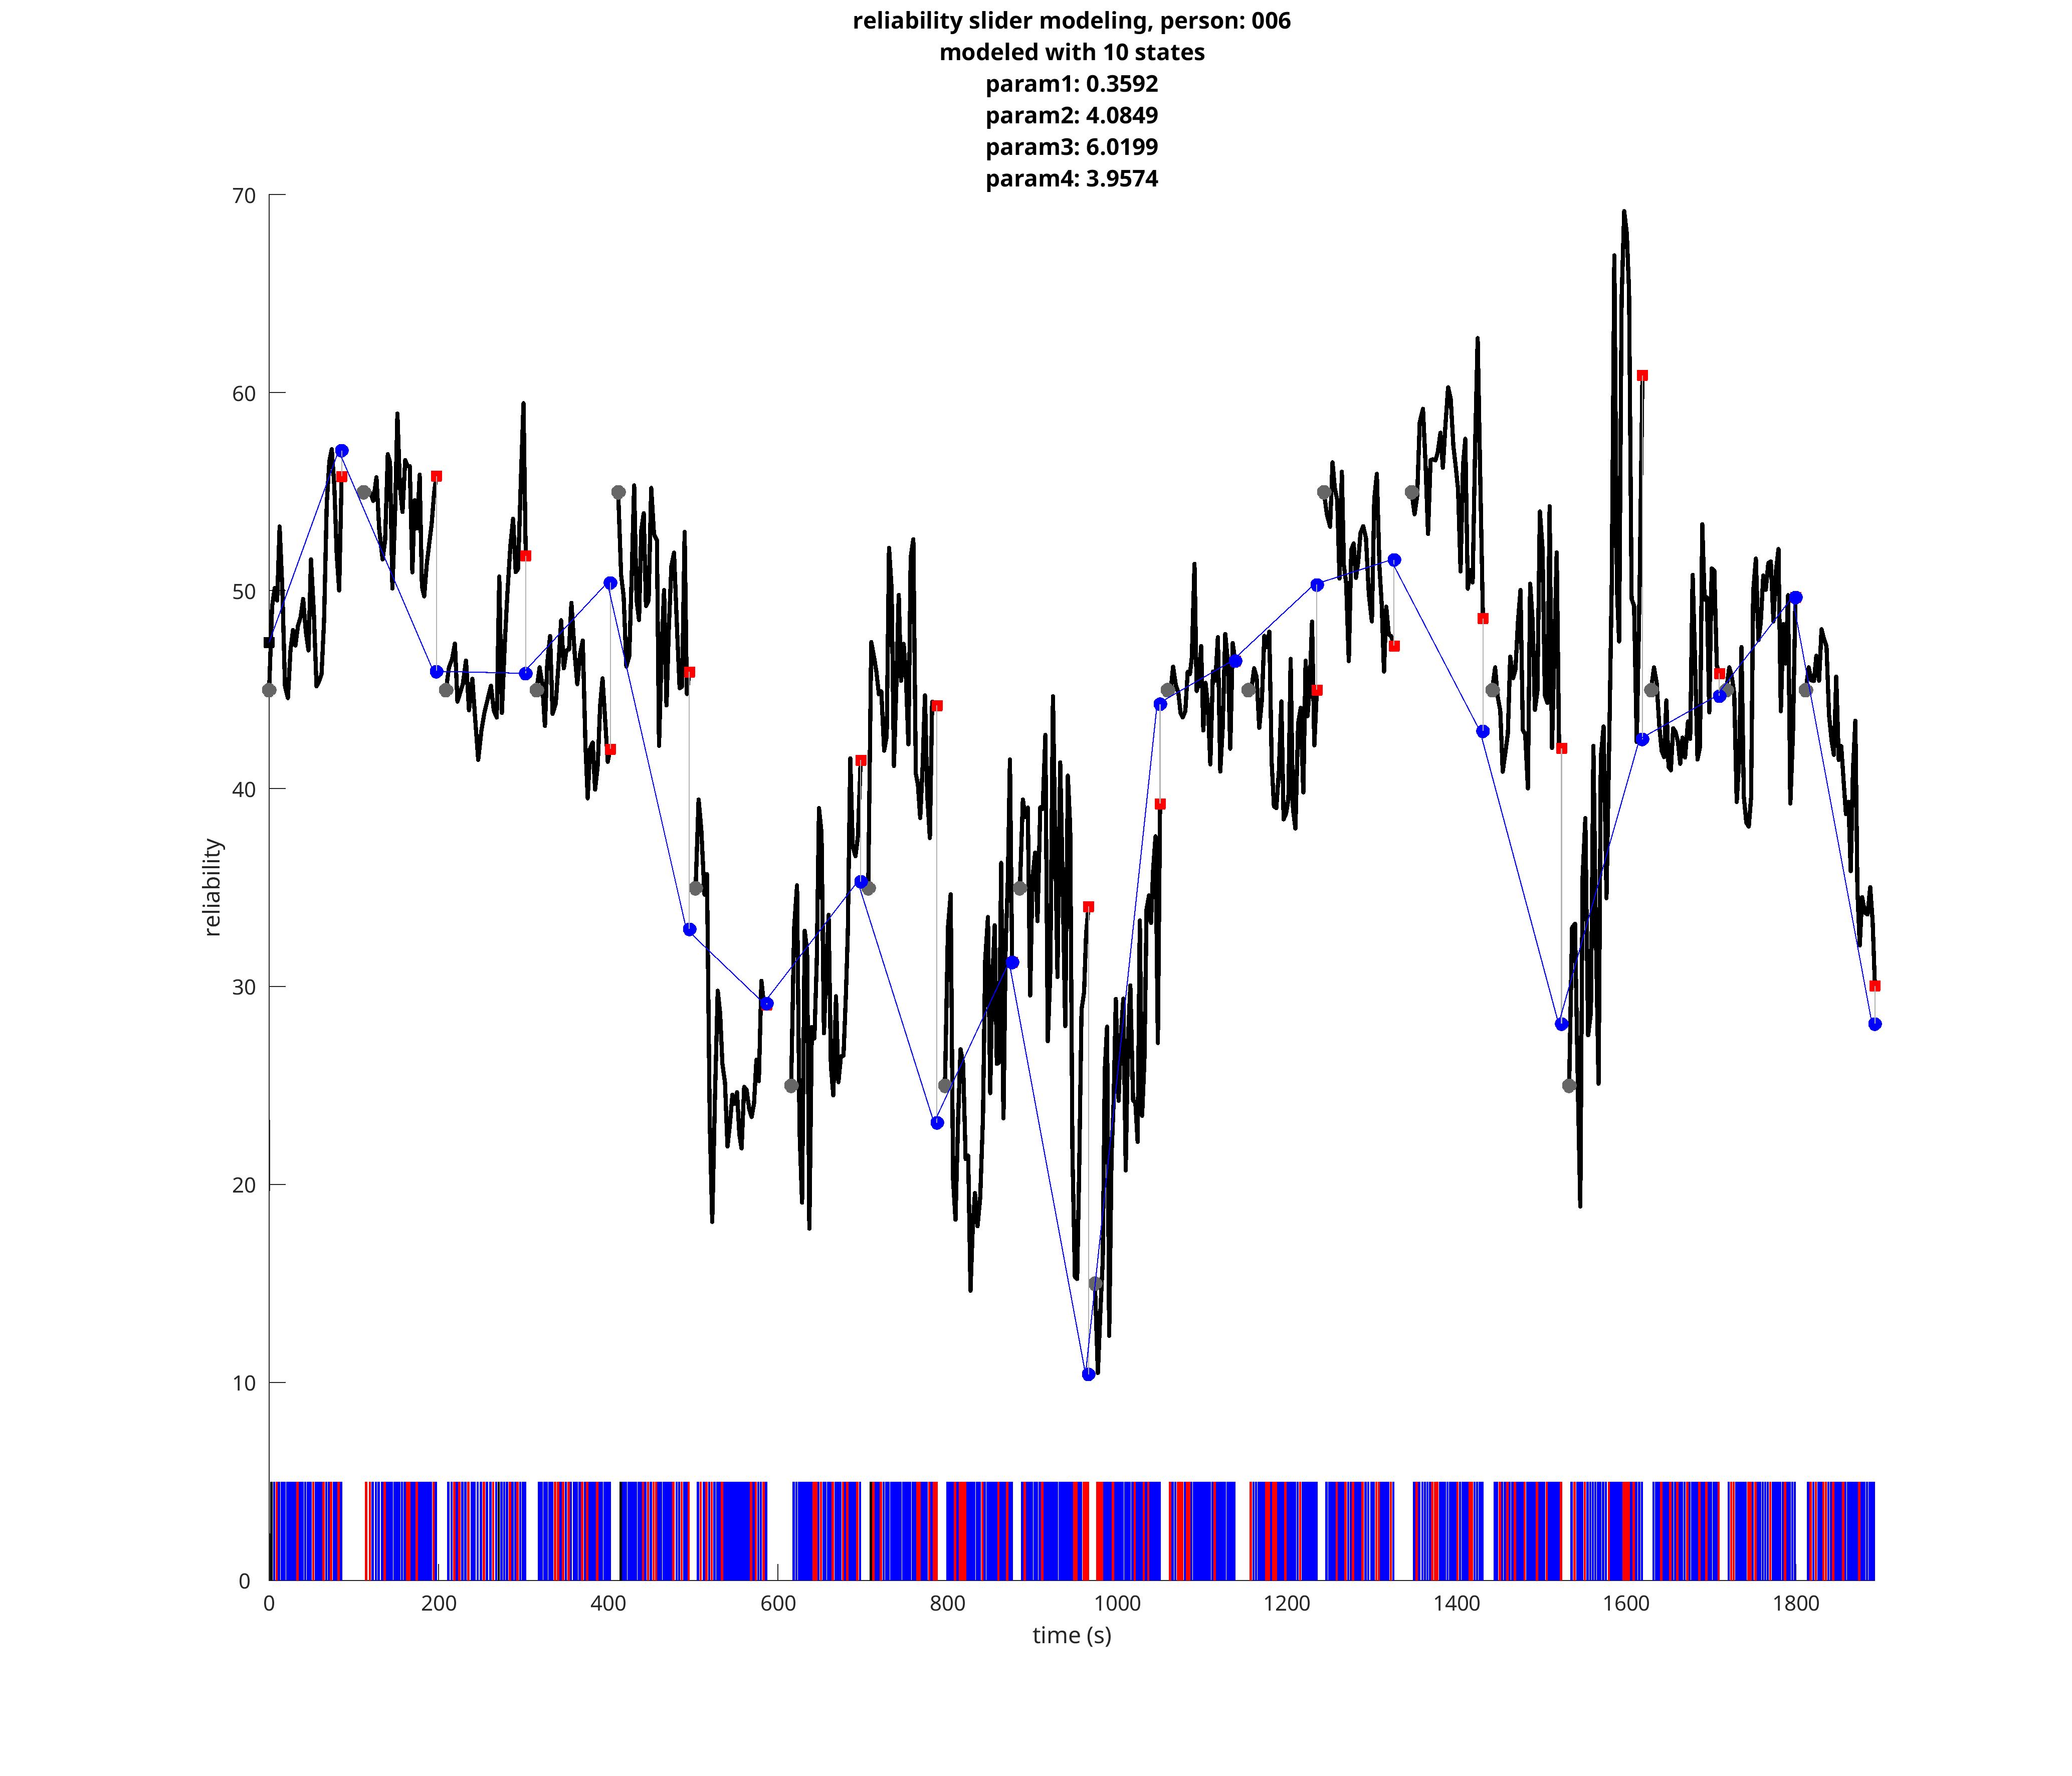 reliability slider modeling, person: 006
modeled with 10 states
param1: 0.3592
param2: 4.0849
param3: 6.0199
param4: 3.9574
70
60
50
40
30
20
10
0
reliability
0 200 400 600 800 1000 1200 1400 1600 1800
time (s)